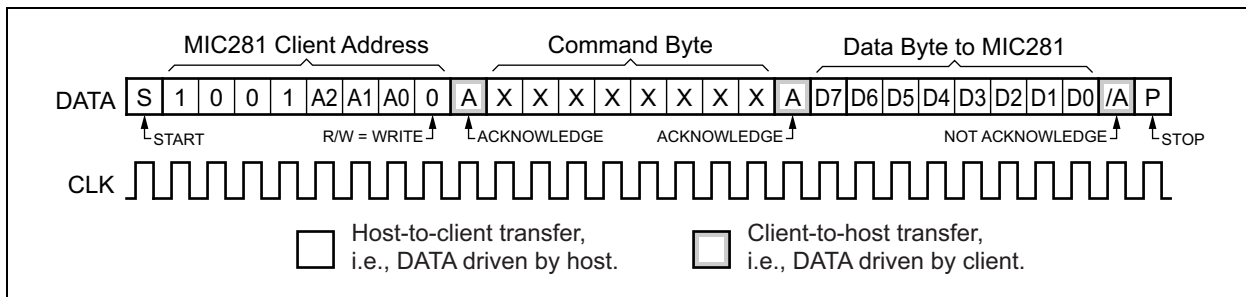 MIC281 Client Address Command Byte Data Byte to MIC281
DATA S 1 0 0 1 A2 A1 A0 0 A X X X X X X X X A D7 D6 D5 D4 D3 D2 D1 D0 /A P
START R/W = WRITE ACKNOWLEDGE ACKNOWLEDGE NOT ACKNOWLEDGE STOP
CLK
Host-to-client transfer, Client-to-host transfer,
i.e., DATA driven by host. i.e., DATA driven by client.